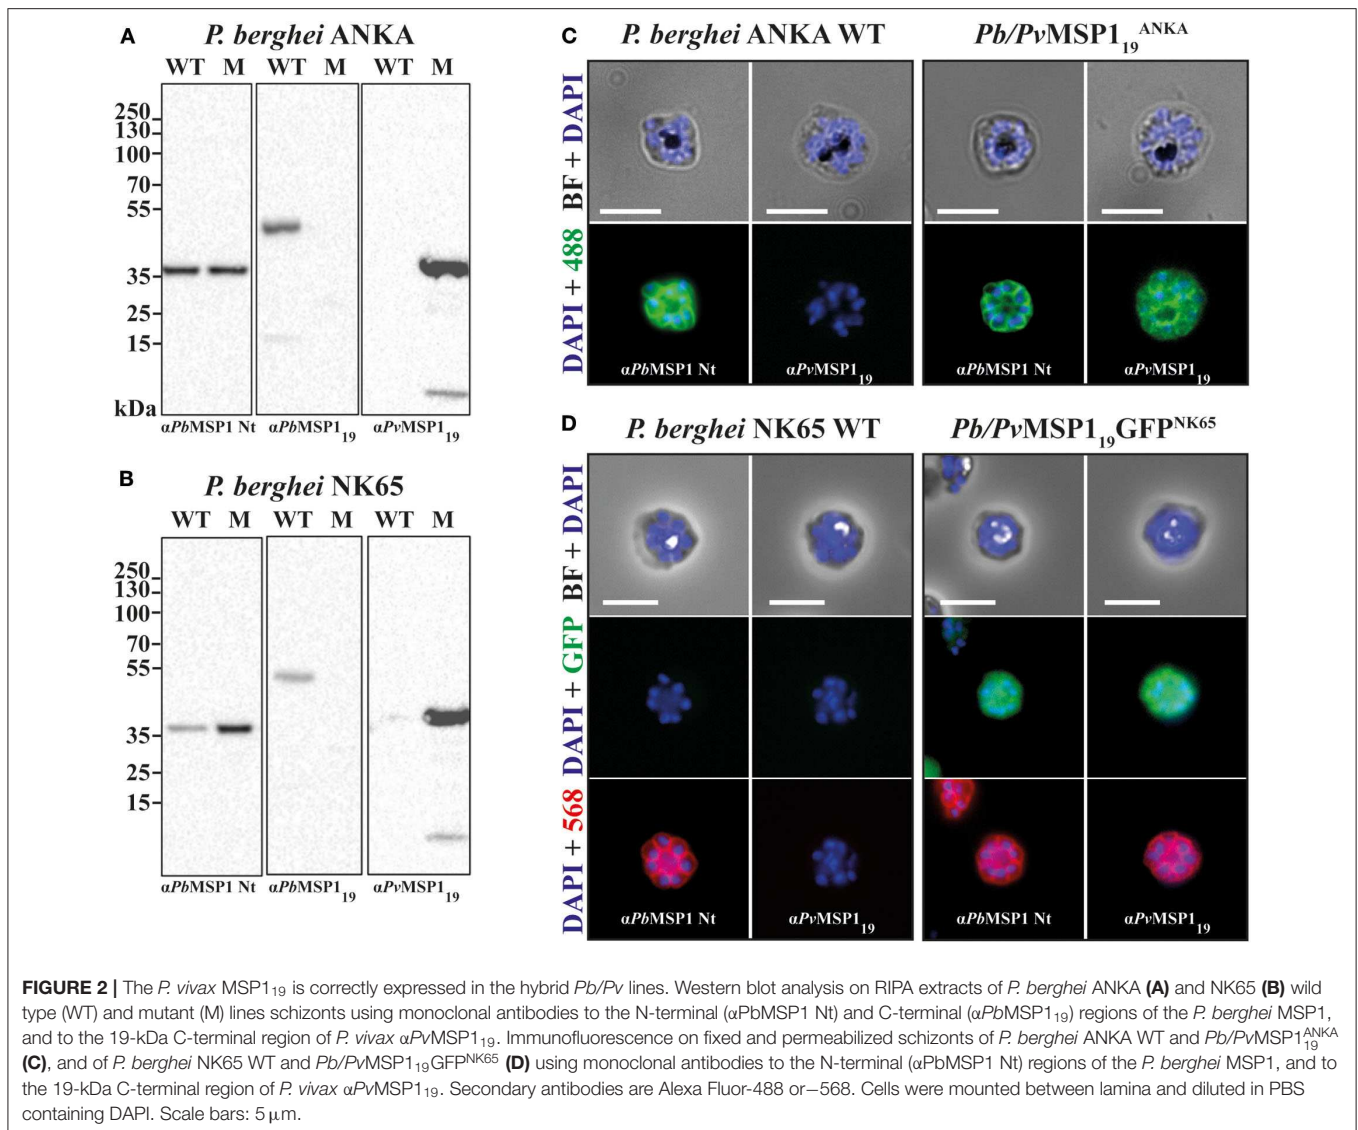 A
P. berghei ANKA
WT M WT M WT M
250
130
100
70
55
35
25
15
kDa
αPbMSP1 Nt αPbMSP1₁₉ αPvMSP1₁₉
B
P. berghei NK65
WT M WT M WT M
250
130
100
70
55
35
25
15
αPbMSP1 Nt αPbMSP1₁₉ αPvMSP1₁₉
C
P. berghei ANKA WT Pb/PvMSP1₁₉ᴬᴺᴷᴬ
BF + DAPI
DAPI + 488
αPbMSP1 Nt αPvMSP1₁₉ αPbMSP1 Nt αPvMSP1₁₉
D
P. berghei NK65 WT Pb/PvMSP1₁₉GFPᴺᴷ⁶⁵
BF + DAPI
DAPI + GFP
DAPI + 568
αPbMSP1 Nt αPvMSP1₁₉ αPbMSP1 Nt αPvMSP1₁₉
FIGURE 2 | The P. vivax MSP1₁₉ is correctly expressed in the hybrid Pb/Pv lines. Western blot analysis on RIPA extracts of P. berghei ANKA (A) and NK65 (B) wild
type (WT) and mutant (M) lines schizonts using monoclonal antibodies to the N-terminal (αPbMSP1 Nt) and C-terminal (αPbMSP1₁₉) regions of the P. berghei MSP1,
and to the 19-kDa C-terminal region of P. vivax αPvMSP1₁₉. Immunofluorescence on fixed and permeabilized schizonts of P. berghei ANKA WT and Pb/PvMSP1₁₉ᴬᴺᴷᴬ
(C), and of P. berghei NK65 WT and Pb/PvMSP1₁₉GFPᴺᴷ⁶⁵ (D) using monoclonal antibodies to the N-terminal (αPbMSP1 Nt) regions of the P. berghei MSP1, and to
the 19-kDa C-terminal region of P. vivax αPvMSP1₁₉. Secondary antibodies are Alexa Fluor-488 or−568. Cells were mounted between lamina and diluted in PBS
containing DAPI. Scale bars: 5 μm.